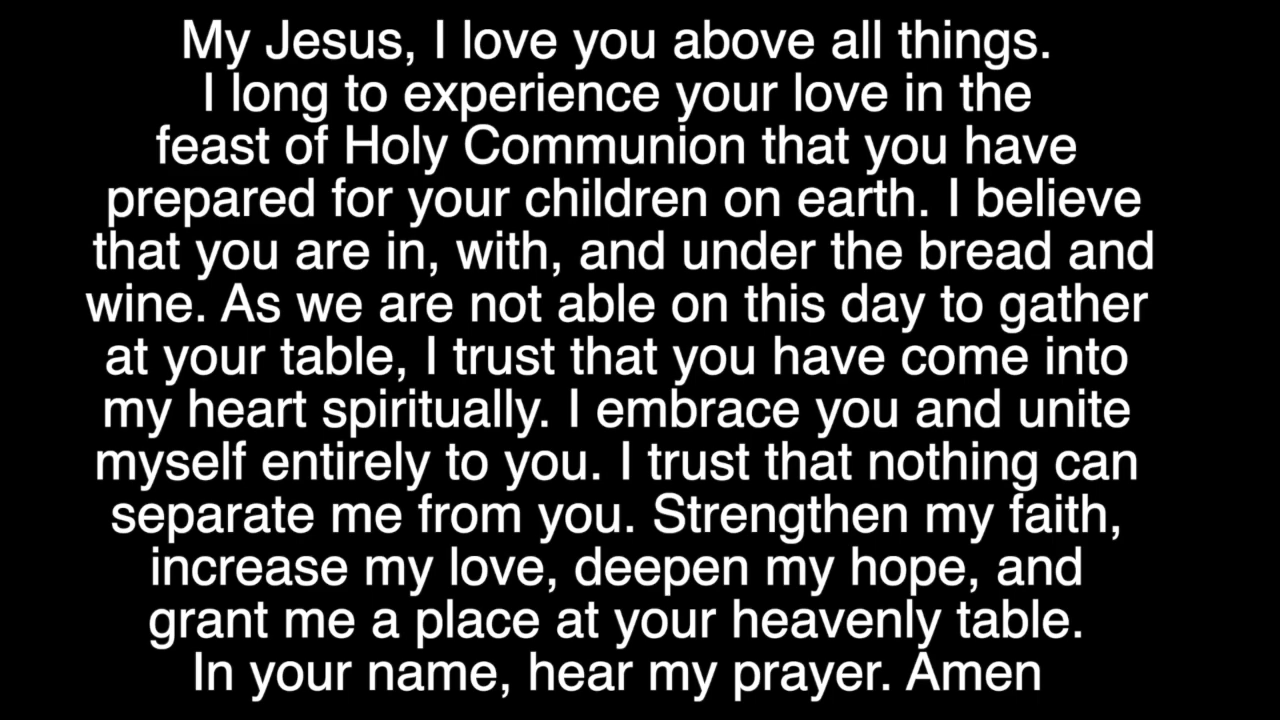 My Jesus, I love you above all things.
I long to experience your love in the
feast of Holy Communion that you have
prepared for your children on earth. I believe
that you are in, with, and under the bread and
wine. As we are not able on this day to gather
at your table, I trust that you have come into
my heart spiritually. I embrace you and unite
myself entirely to you. I trust that nothing can
separate me from you. Strengthen my faith,
increase my love, deepen my hope, and
grant me a place at your heavenly table.
In your name, hear my prayer. Amen